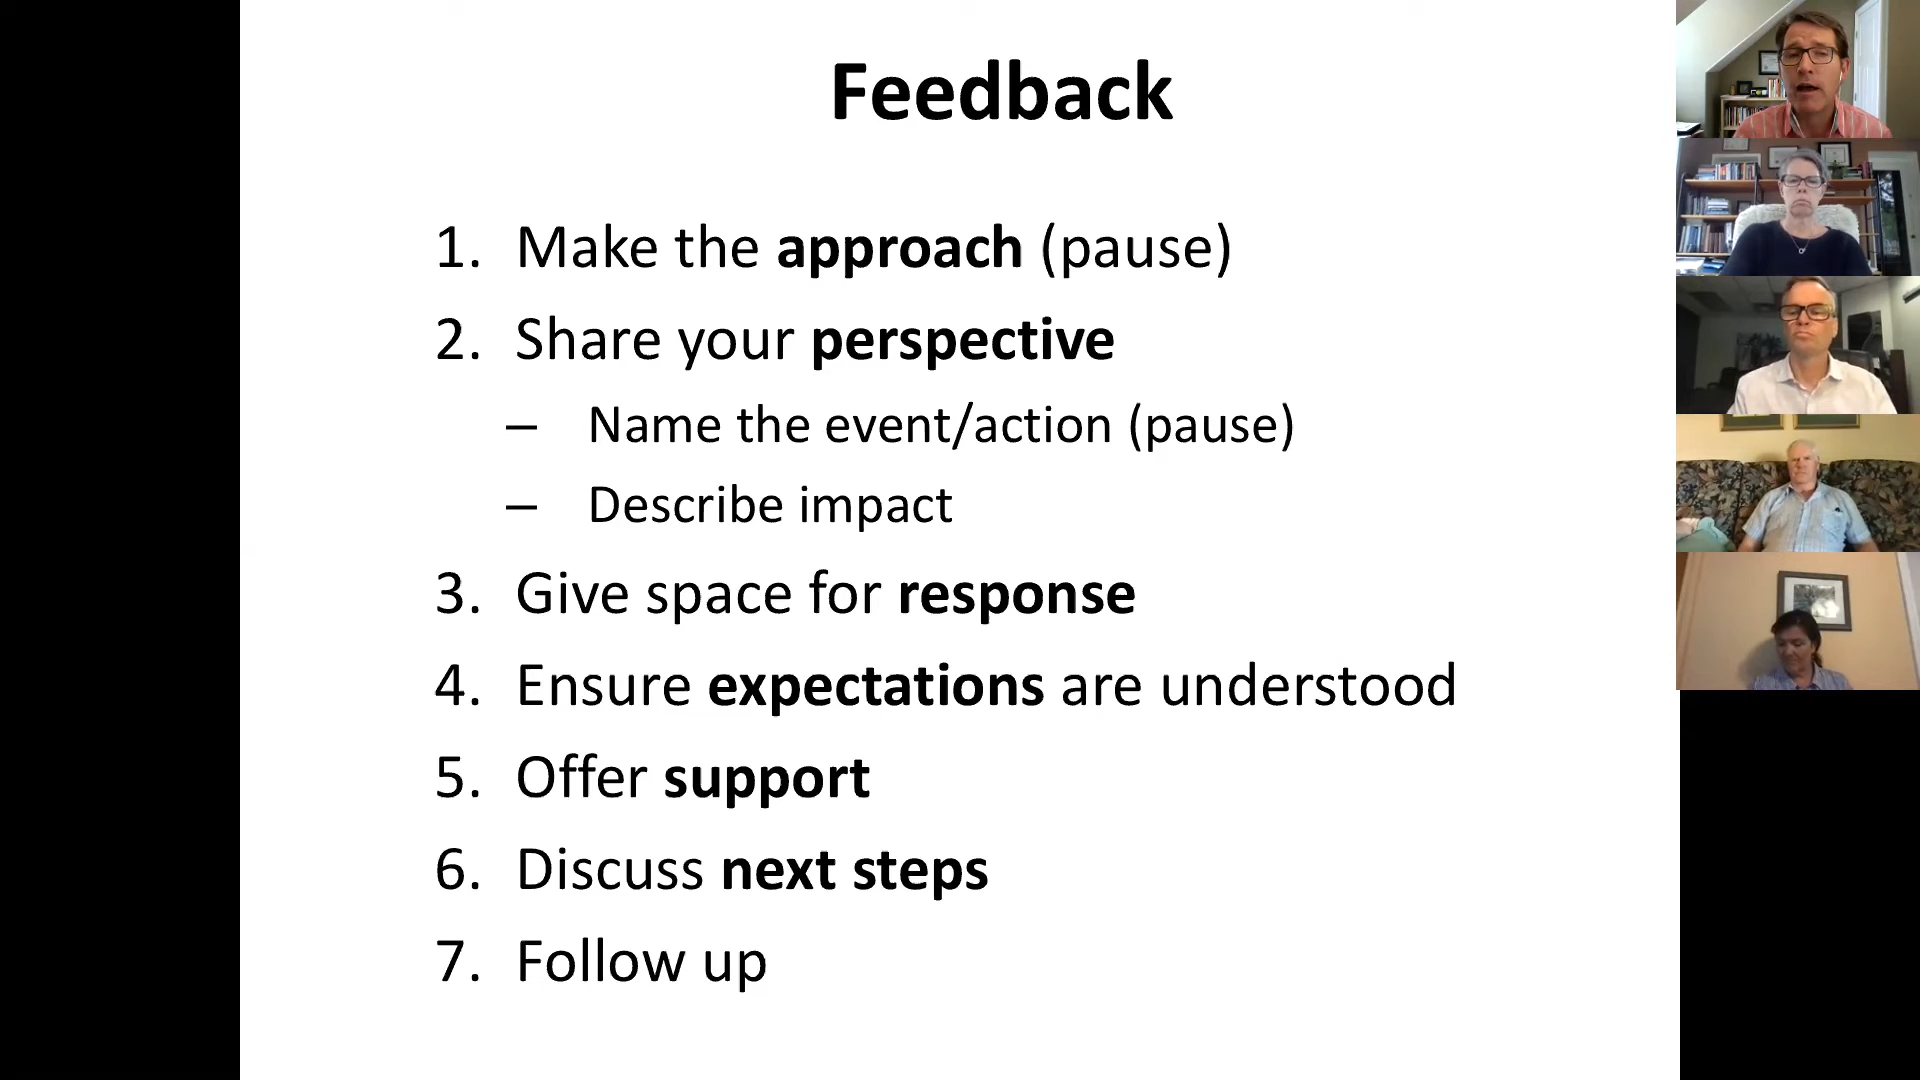 Feedback
1. Make the approach (pause)
2. Share your perspective
– Name the event/action (pause)
– Describe impact
3. Give space for response
4. Ensure expectations are understood
5. Offer support
6. Discuss next steps
7. Follow up